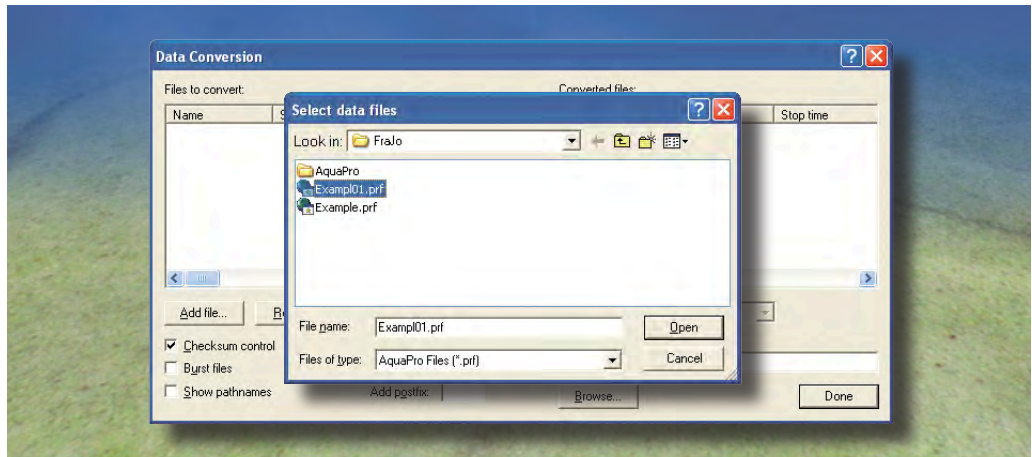 Data Conversion
Files to convert:
Converted files:
Name
S
Stop time
Select data files
Look in:
FraJo
AquaPro
Exampl01.prf
Example.prf
Add file...
Re
File name:
Exampl01.prf
Open
Files of type:
AquaPro Files (*.prf)
Cancel
Checksum control
Burst files
Show pathnames
Add postfix:
Browse...
Done